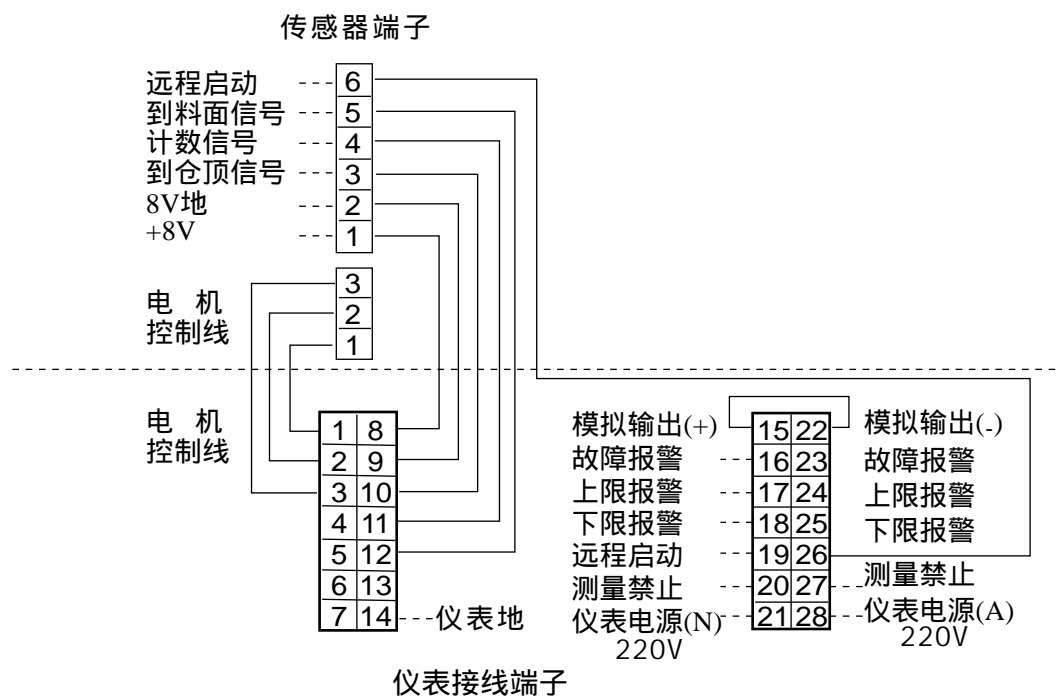 传感器端子
远程启动 6
到料面信号 5
计数信号 4
到仓顶信号 3
8V地 2
+8V 1
3
电 机 2
控制线 1
电 机
控制线
1 8
2 9
3 10
4 11
5 12
6 13
7 14 仪表地
模拟输出(+) 15 22 模拟输出(-)
故障报警 16 23 故障报警
上限报警 17 24 上限报警
下限报警 18 25 下限报警
远程启动 19 26
测量禁止 20 27 测量禁止
仪表电源(N) 21 28 仪表电源(A)
220V 220V
仪表接线端子